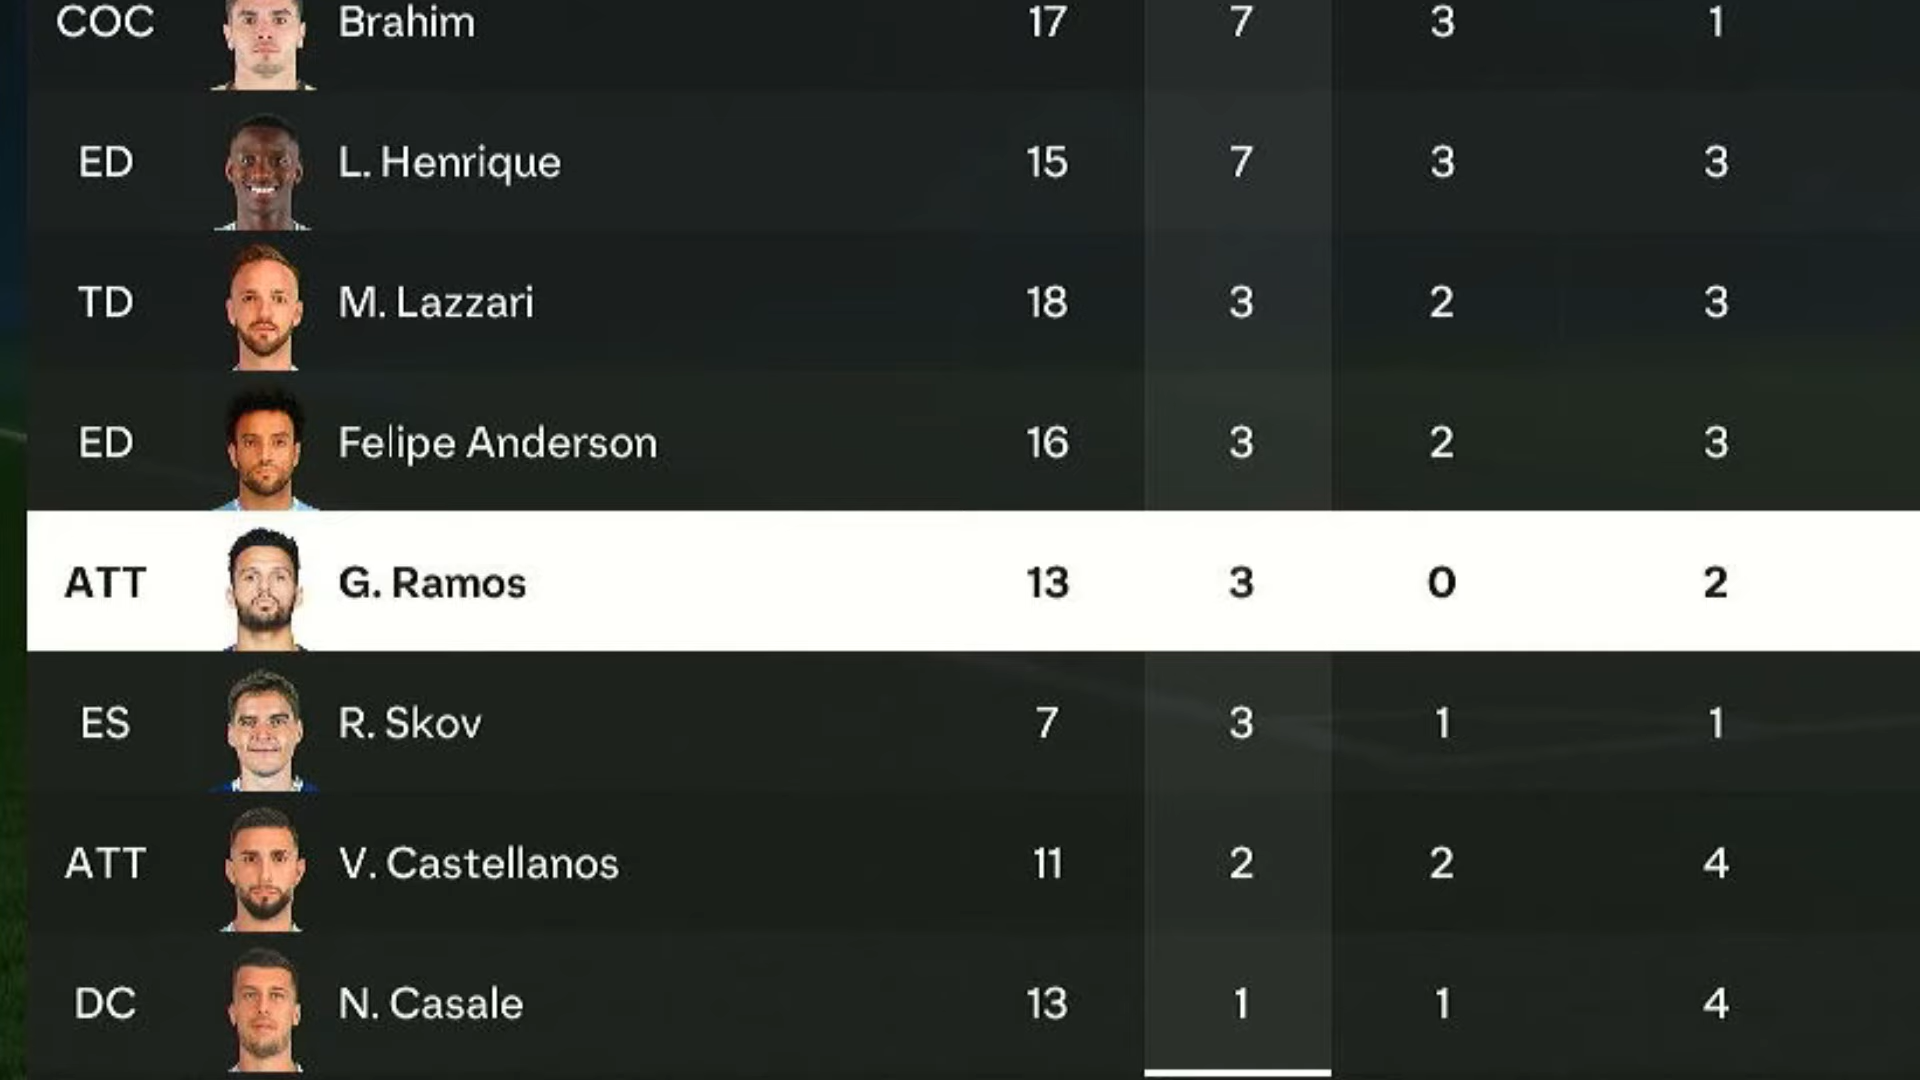 COC Brahim 17 7 3 1
ED L. Henrique 15 7 3 3
TD M. Lazzari 18 3 2 3
ED Felipe Anderson 16 3 2 3
ATT G. Ramos 13 3 0 2
ES R. Skov 7 3 1 1
ATT V. Castellanos 11 2 2 4
DC N. Casale 13 1 1 4